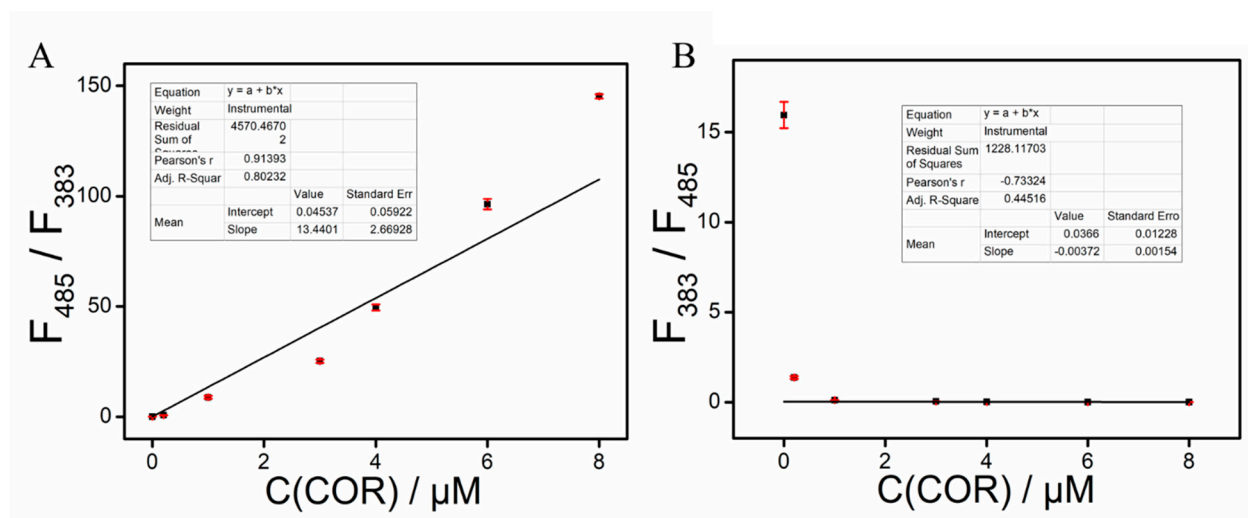 A
150
100
50
0
F485 / F383
Equation y = a + b*x
Weight Instrumental
Residual 4570.4670
Sum of 2
Pearson's r 0.91393
Adj. R-Squar 0.80232
Value Standard Err
Mean Intercept 0.04537 0.05922
Slope 13.4401 2.66928
0 2 4 6 8
C(COR) / μM
B
15
10
5
0
F383 / F485
Equation y = a + b*x
Weight Instrumental
Residual Sum 1228.11703
of Squares
Pearson's r -0.73324
Adj. R-Square 0.44516
Value Standard Erro
Mean Intercept 0.0366 0.01228
Slope -0.00372 0.00154
0 2 4 6 8
C(COR) / μM